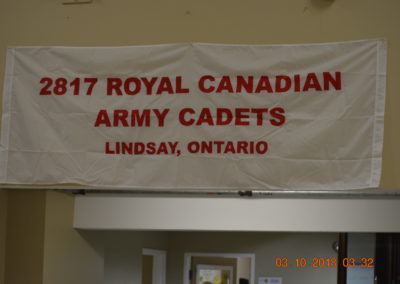 2817 ROYAL CANADIAN
ARMY CADETS
LINDSAY, ONTARIO
03 10 2018 03 32